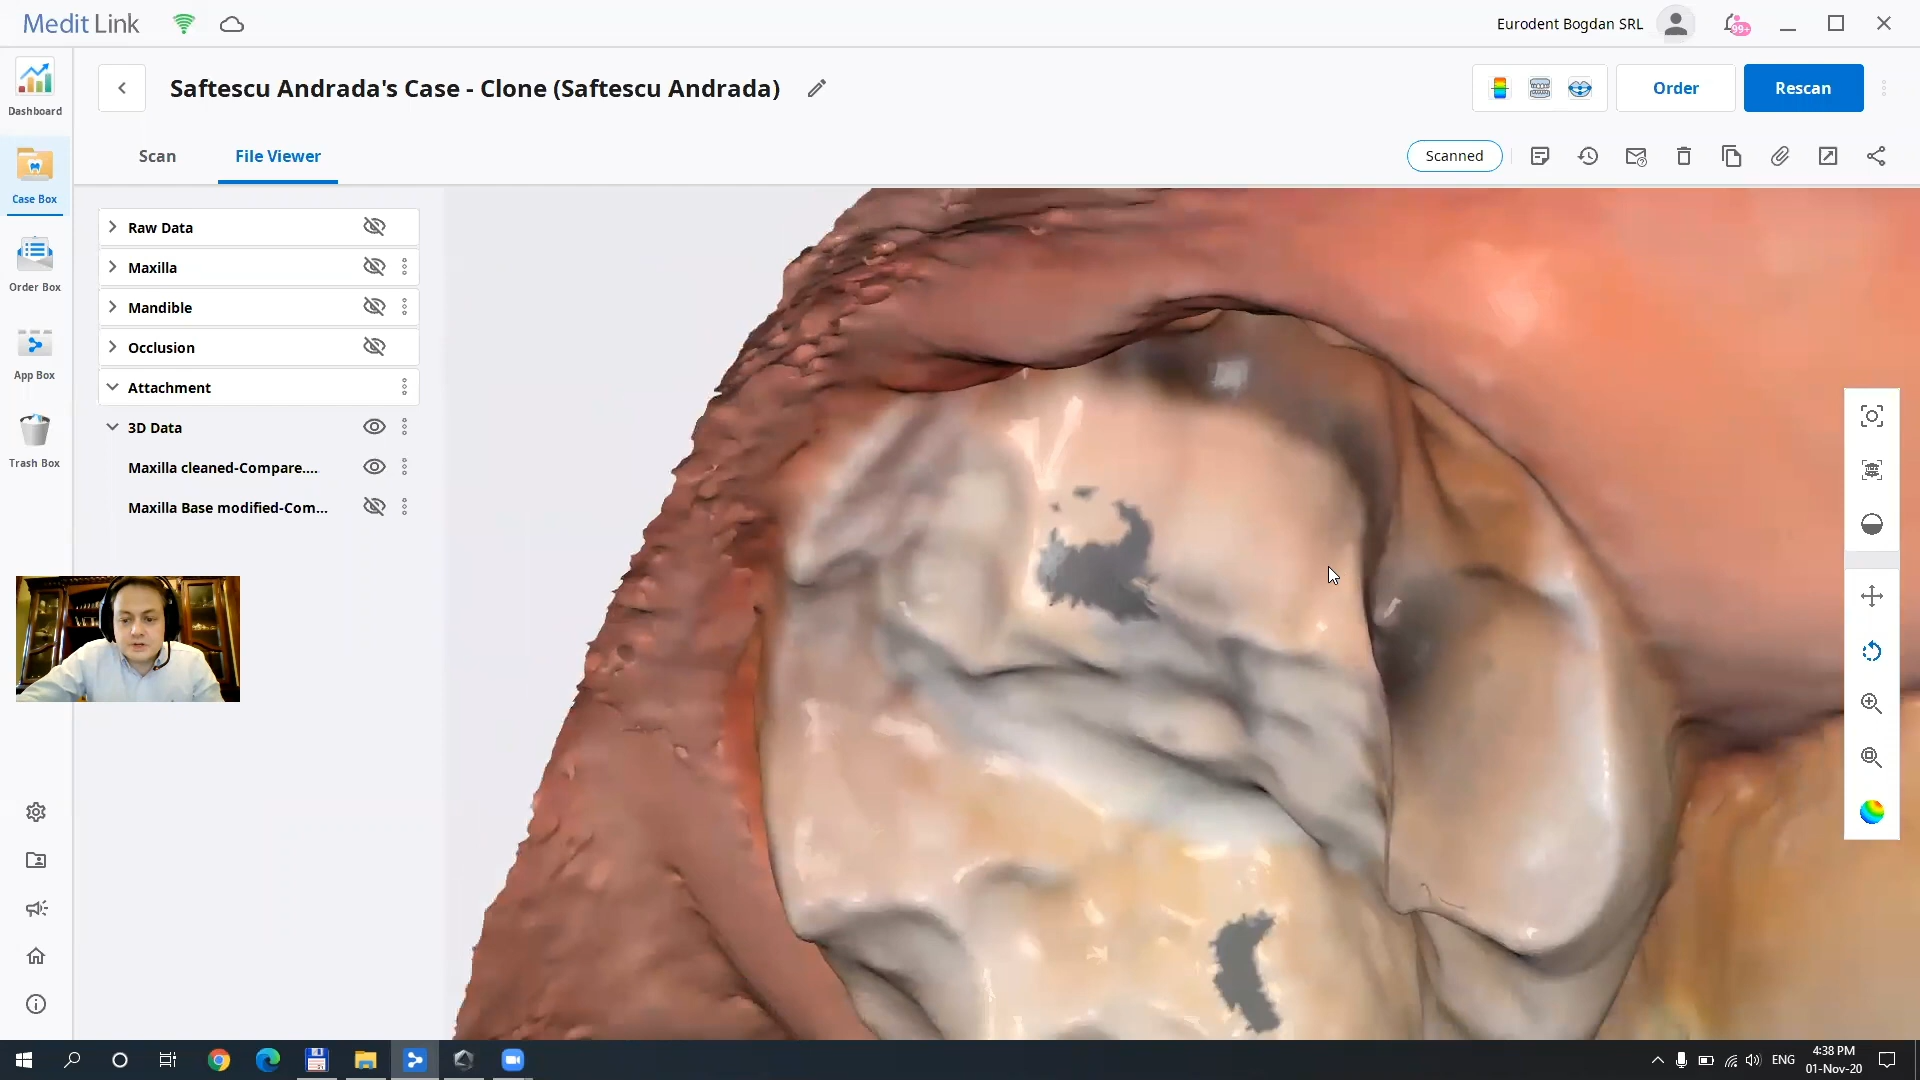 Medit Link
Eurodent Bogdan SRL
99+
Dashboard
Saftescu Andrada's Case - Clone (Saftescu Andrada)
Order
Rescan
Scan
File Viewer
Scanned
Case Box
Raw Data
Maxilla
Order Box
Mandible
Occlusion
App Box
Attachment
3D Data
Trash Box
Maxilla cleaned-Compare....
Maxilla Base modified-Com...
ENG
4:38 PM
01-Nov-20